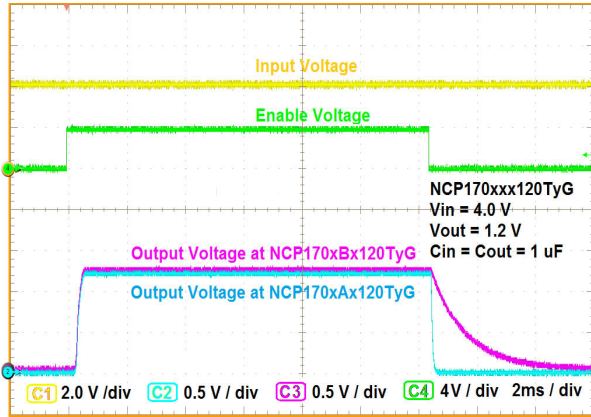 Input Voltage
Enable Voltage
4
NCP170xxx120TyG
Vin = 4.0 V
Vout = 1.2 V
Cin = Cout = 1 uF
Output Voltage at NCP170xBx120TyG
Output Voltage at NCP170xAx120TyG
2
C1 2.0 V /div C2 0.5 V / div C3 0.5 V / div C4 4V / div 2ms / div